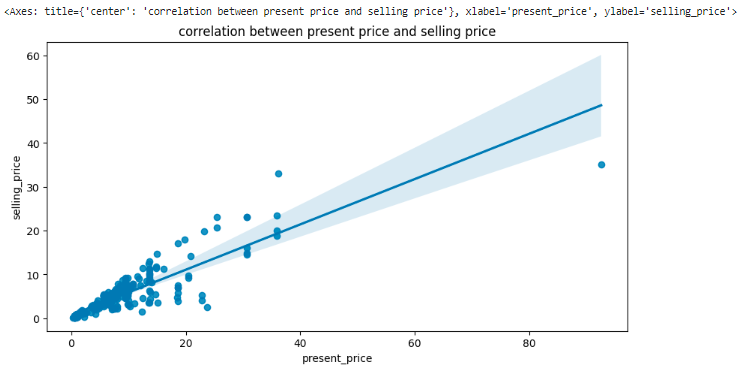 <Axes: title={'center': 'correlation between present price and selling price'}, xlabel='present_price', ylabel='selling_price'>
correlation between present price and selling price
60
50
40
30
20
10
0
selling_price
0 20 40 60 80
present_price